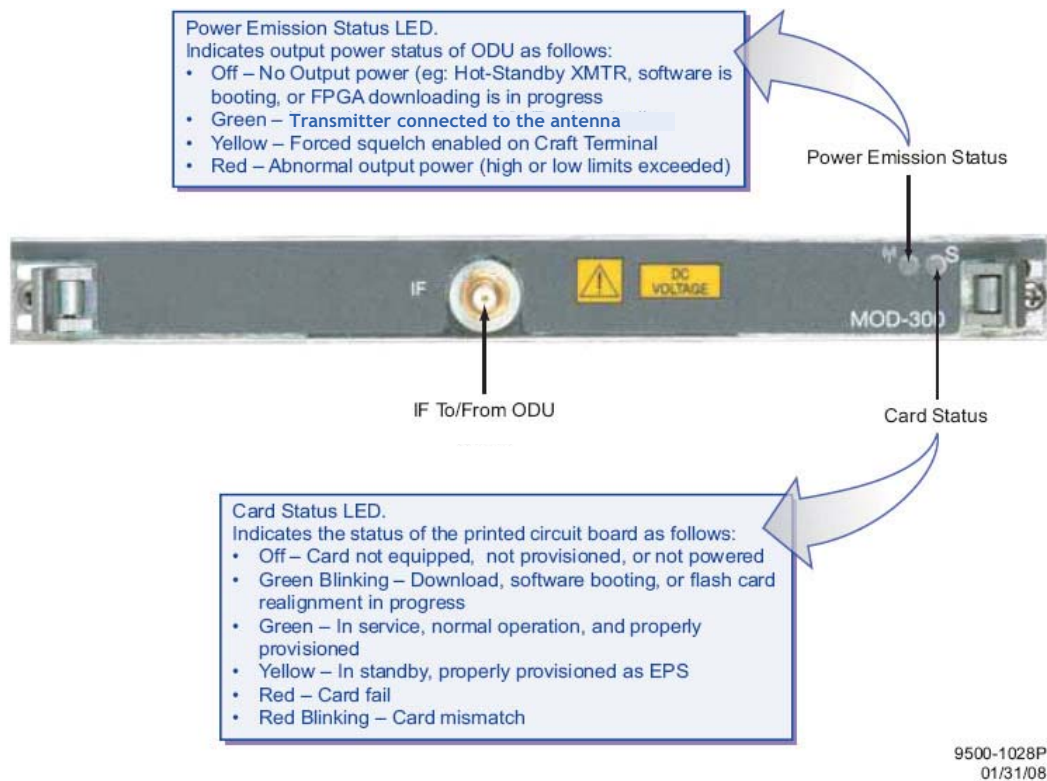 Power Emission Status LED.
Indicates output power status of ODU as follows:
• Off – No Output power (eg: Hot-Standby XMTR, software is
booting, or FPGA downloading is in progress
• Green – Transmitter connected to the antenna
• Yellow – Forced squelch enabled on Craft Terminal
• Red – Abnormal output power (high or low limits exceeded)
Power Emission Status
IF
DC
VOLTAGE
S
MOD-300
IF To/From ODU
Card Status
Card Status LED.
Indicates the status of the printed circuit board as follows:
• Off – Card not equipped, not provisioned, or not powered
• Green Blinking – Download, software booting, or flash card
realignment in progress
• Green – In service, normal operation, and properly
provisioned
• Yellow – In standby, properly provisioned as EPS
• Red – Card fail
• Red Blinking – Card mismatch
9500-1028P
01/31/08